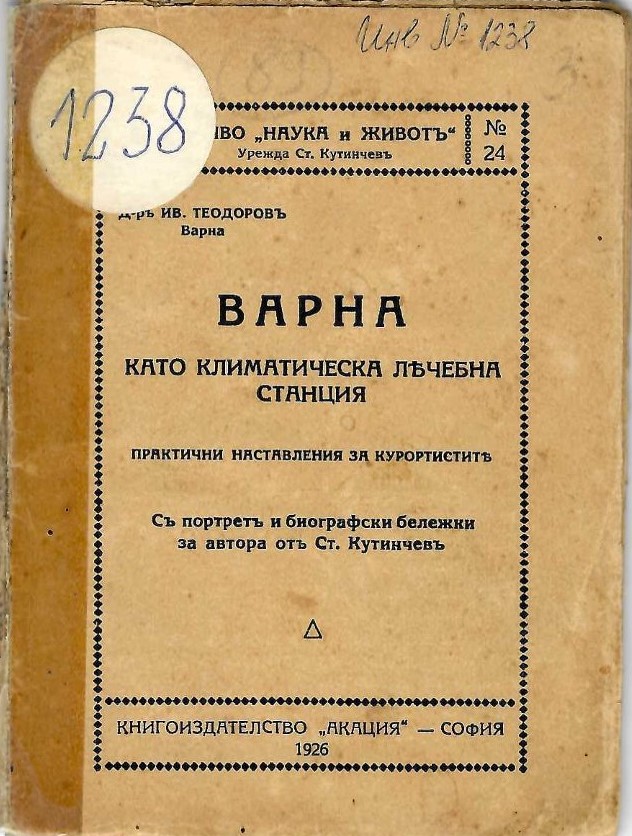 Инв № 1238
1238
"НАУКА и ЖИВОТЪ“
Урежда Ст. Кутинчевъ
№
24
Д-ръ ИВ. ТЕОДОРОВЪ
Варна
ВАРНА
КАТО КЛИМАТИЧЕСКА ЛѢЧЕБНА
СТАНЦИЯ
ПРАКТИЧНИ НАСТАВЛЕНИЯ ЗА КУРОРТИСТИТѢ
Съ портретъ и биографски бележки
за автора отъ Ст. Кутинчевъ
КНИГОИЗДАТЕЛСТВО „АКАЦИЯ“ — СОФИЯ
1926